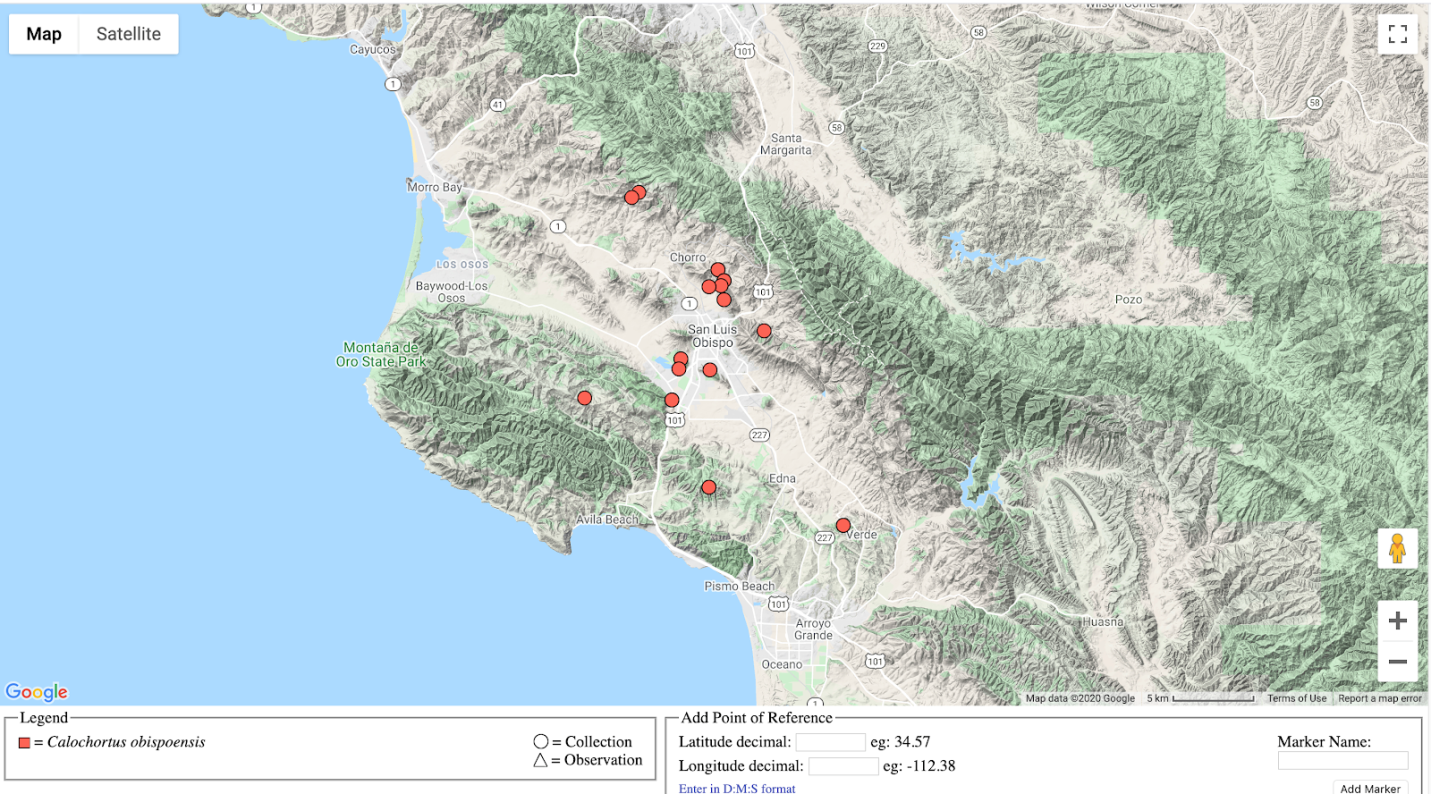 Map Satellite
1
Wilson Corner
Cayucos
101
229
58
1
41
58
58
Santa
Margarita
Morro Bay
1
Chorro
Los Osos
Baywood-Los
Osos
101
1
Pozo
San Luis
Obispo
Montaña de
Oro State Park
101
227
Edna
Avila Beach
227
Verde
Pismo Beach
101
Arroyo
Grande
Huasna
Oceano
101
1
Google
Map data ©2020 Google 5 km Terms of Use Report a map error
Legend
= Calochortus obispoensis
= Collection
= Observation
Add Point of Reference
Latitude decimal: eg: 34.57
Longitude decimal: eg: -112.38
Enter in D:M:S format
Marker Name:
Add Marker